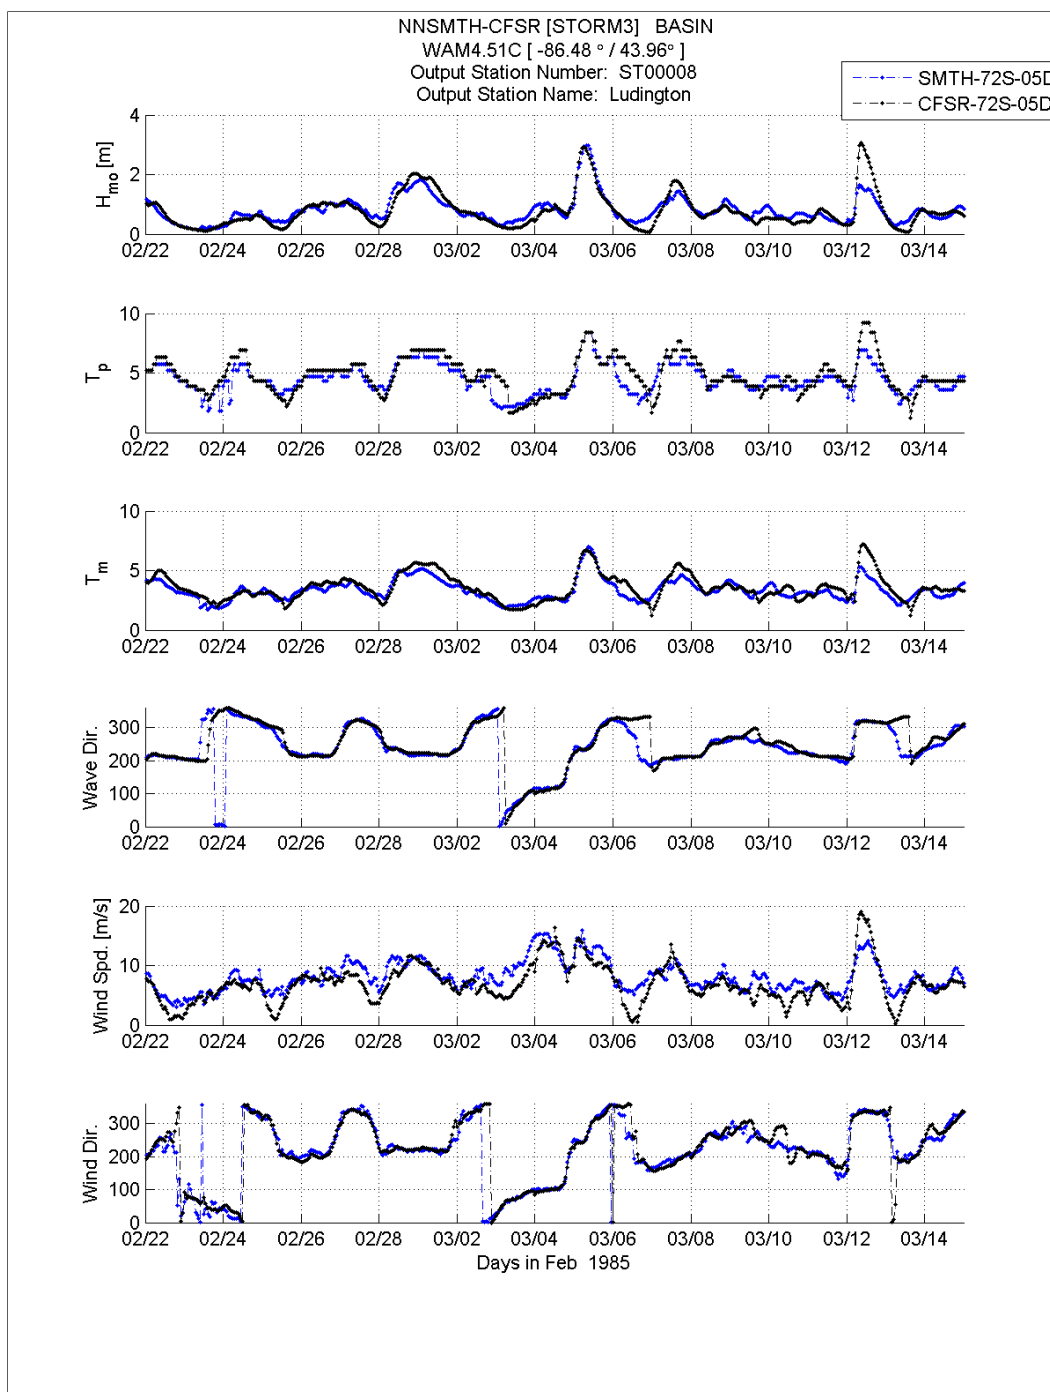 NNSMTH-CFSR [STORM3] BASIN
WAM4.51C [ -86.48 ° / 43.96° ]
Output Station Number: ST00008
Output Station Name: Ludington
SMTH-72S-05D
CFSR-72S-05D
H_mo [m]
4
2
0
02/22 02/24 02/26 02/28 03/02 03/04 03/06 03/08 03/10 03/12 03/14
T_p
10
5
0
02/22 02/24 02/26 02/28 03/02 03/04 03/06 03/08 03/10 03/12 03/14
T_m
10
5
0
02/22 02/24 02/26 02/28 03/02 03/04 03/06 03/08 03/10 03/12 03/14
Wave Dir.
300
200
100
0
02/22 02/24 02/26 02/28 03/02 03/04 03/06 03/08 03/10 03/12 03/14
Wind Spd. [m/s]
20
10
0
02/22 02/24 02/26 02/28 03/02 03/04 03/06 03/08 03/10 03/12 03/14
Wind Dir.
300
200
100
0
02/22 02/24 02/26 02/28 03/02 03/04 03/06 03/08 03/10 03/12 03/14
Days in Feb 1985